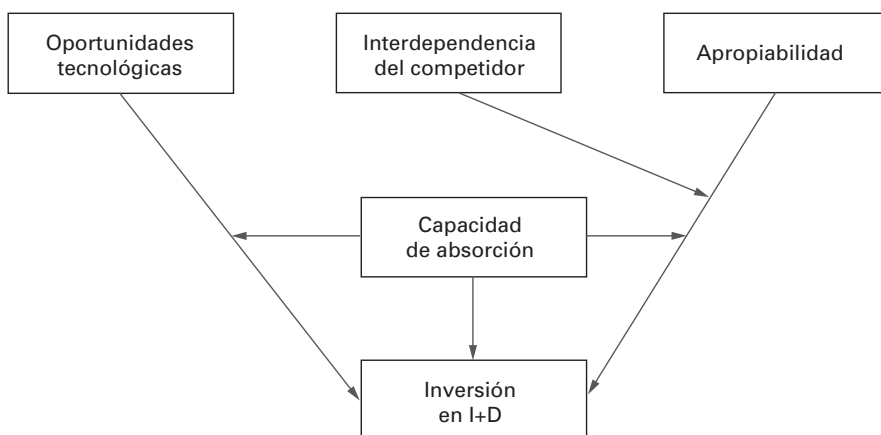 Oportunidades
tecnológicas
Interdependencia
del competidor
Apropiabilidad
Capacidad
de absorción
Inversión
en I+D